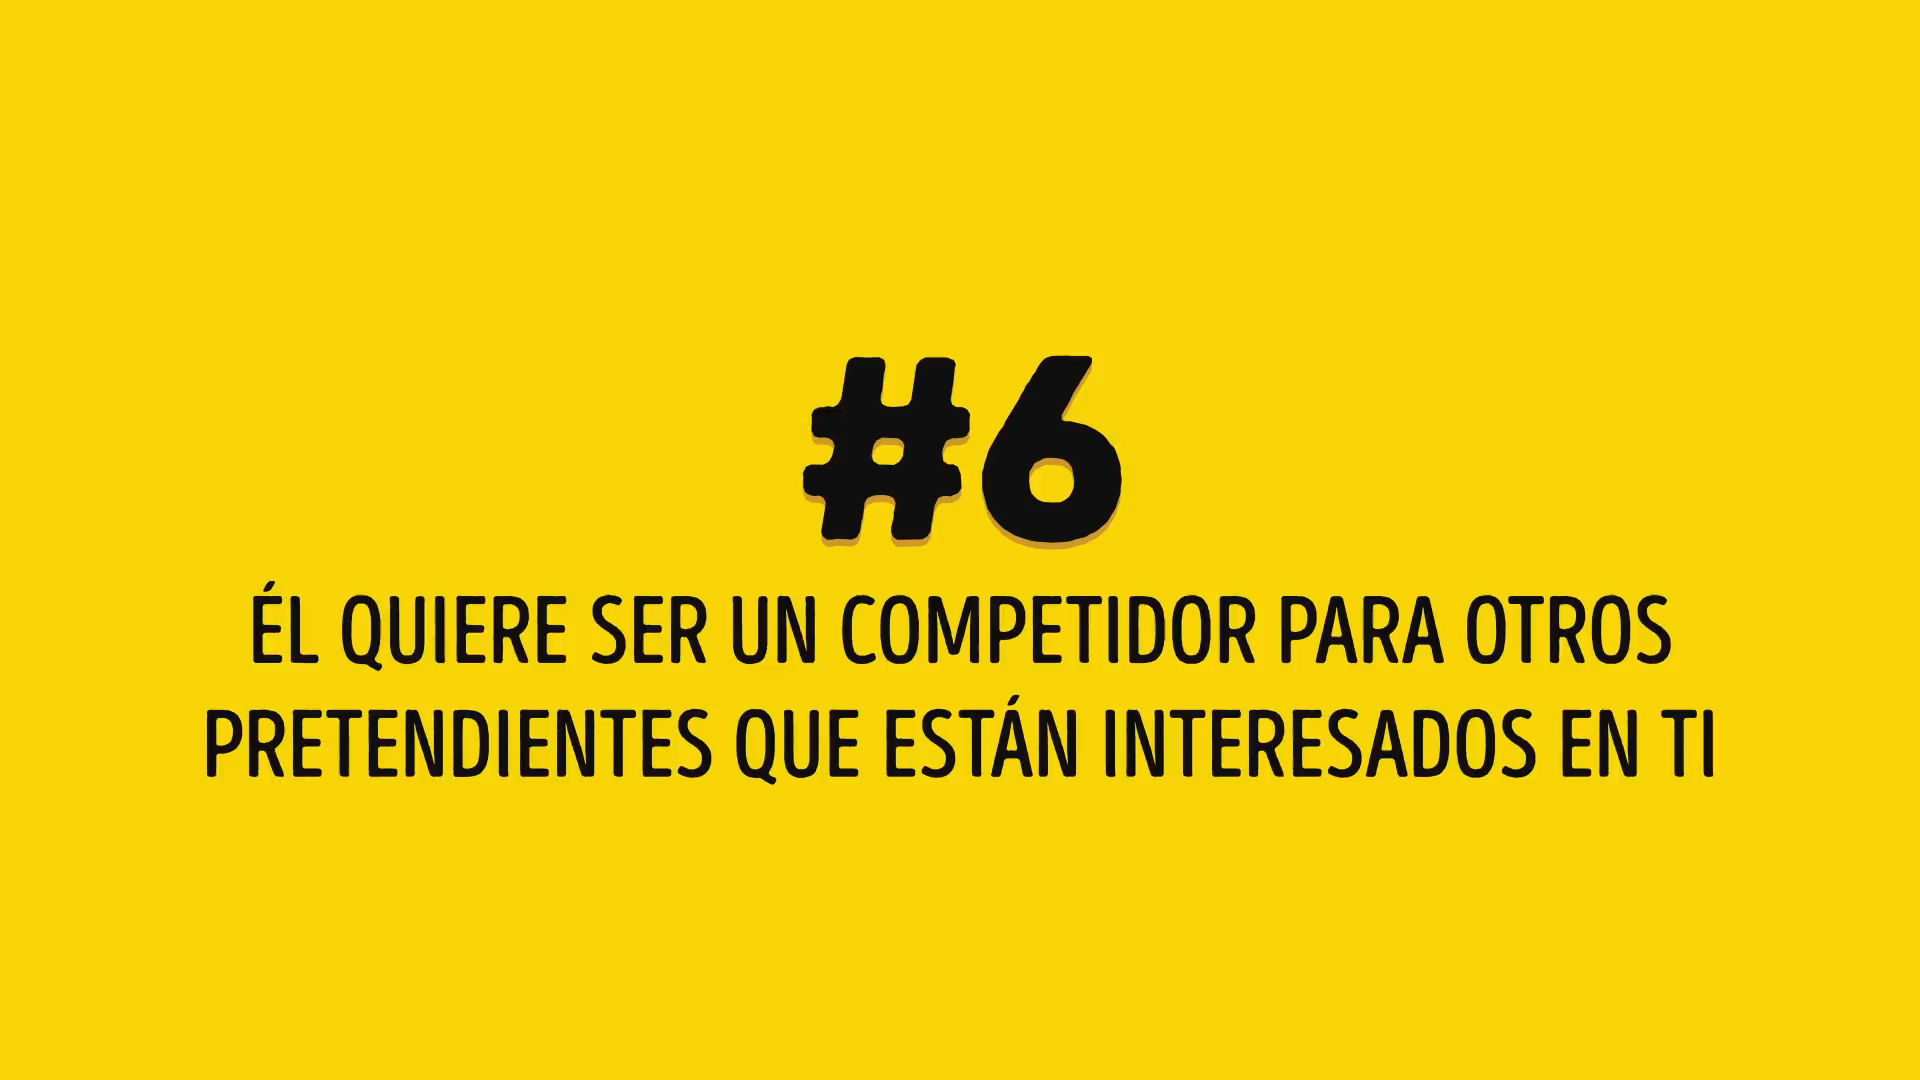 #6
ÉL QUIERE SER UN COMPETIDOR PARA OTROS
PRETENDIENTES QUE ESTÁN INTERESADOS EN TI